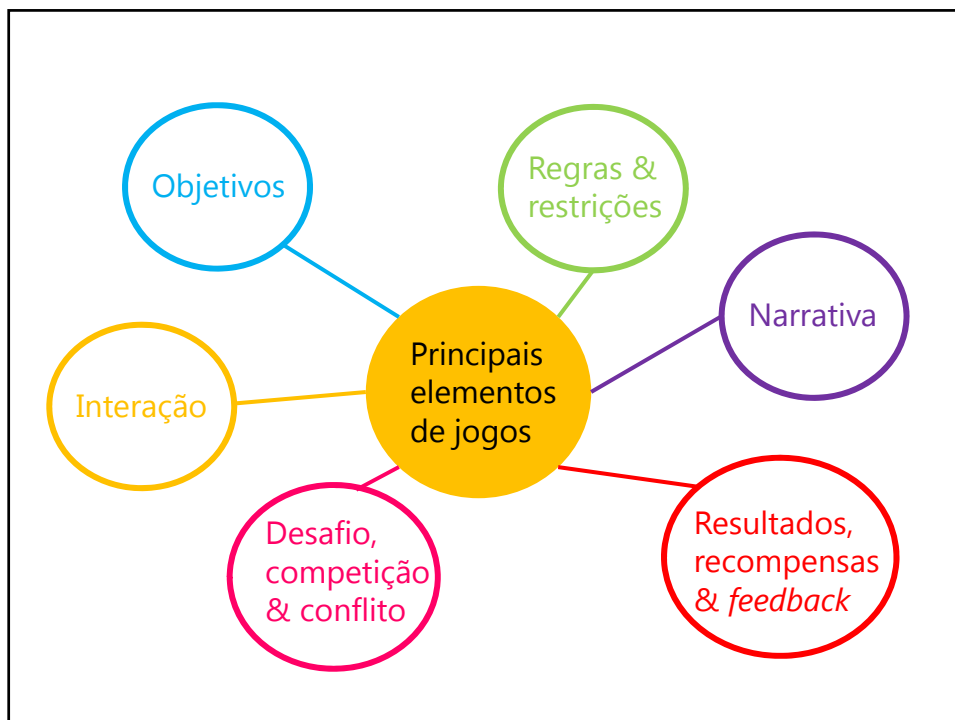 Objetivos
Regras &
restrições
Narrativa
Principais
elementos
de jogos
Interação
Desafio,
competição
& conflito
Resultados,
recompensas
& feedback